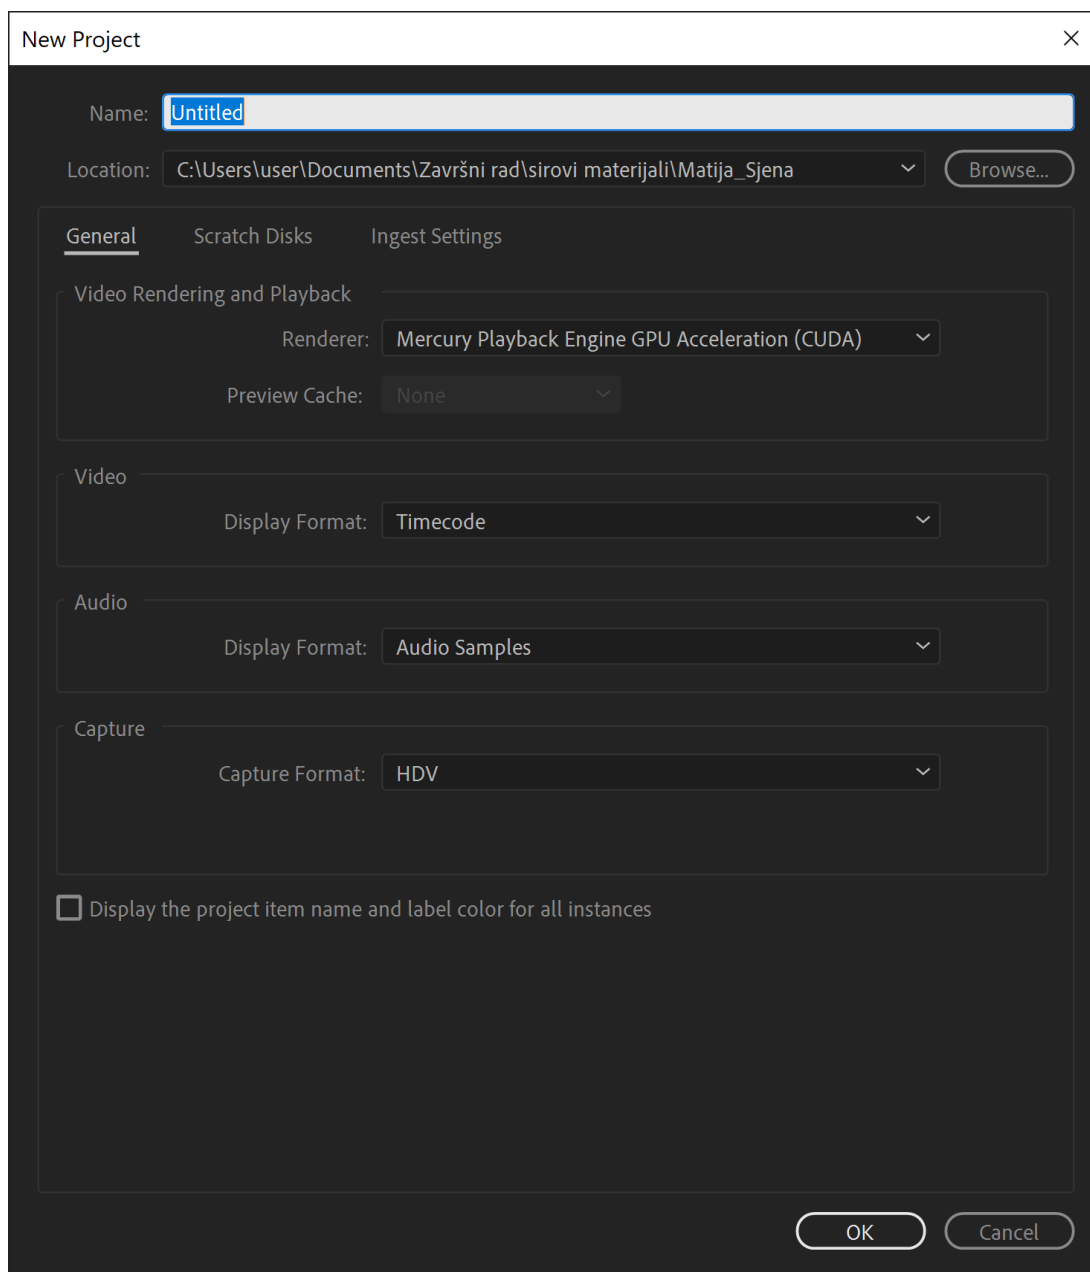 New Project
Name: Untitled
Location: C:\Users\user\Documents\Završni rad\sirovi materijali\Matija_Sjena Browse...
General Scratch Disks Ingest Settings
Video Rendering and Playback
Renderer: Mercury Playback Engine GPU Acceleration (CUDA)
Preview Cache: None
Video
Display Format: Timecode
Audio
Display Format: Audio Samples
Capture
Capture Format: HDV
Display the project item name and label color for all instances
OK Cancel